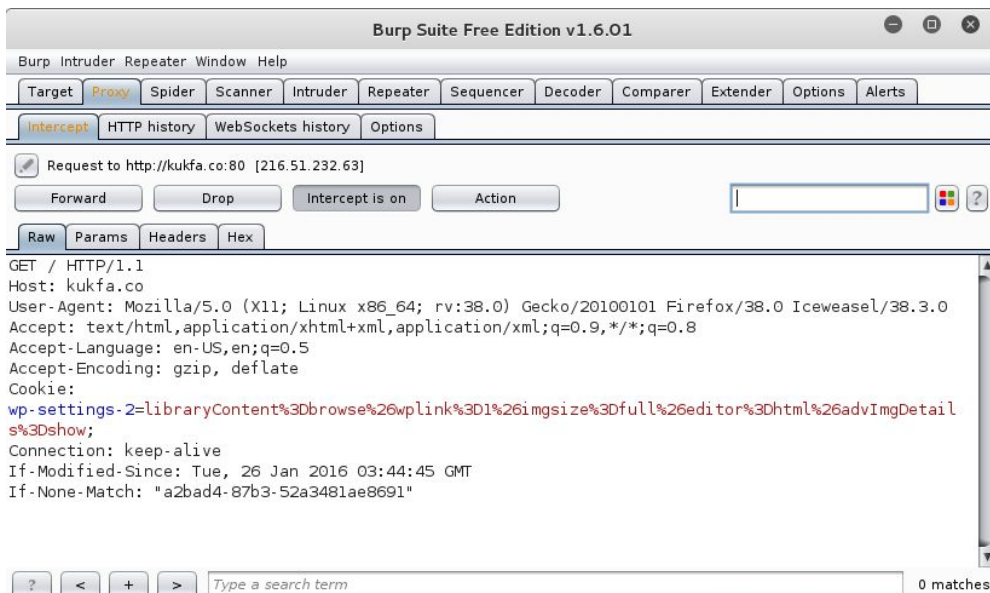 Burp Suite Free Edition v1.6.01
Burp Intruder Repeater Window Help
Target Proxy Spider Scanner Intruder Repeater Sequencer Decoder Comparer Extender Options Alerts
Intercept HTTP history WebSockets history Options
Request to http://kukfa.co:80 [216.51.232.63]
Forward Drop Intercept is on Action ?
Raw Params Headers Hex
GET / HTTP/1.1
Host: kukfa.co
User-Agent: Mozilla/5.0 (X11; Linux x86_64; rv:38.0) Gecko/20100101 Firefox/38.0 Iceweasel/38.3.0
Accept: text/html,application/xhtml+xml,application/xml;q=0.9,*/*;q=0.8
Accept-Language: en-US,en;q=0.5
Accept-Encoding: gzip, deflate
Cookie:
wp-settings-2=libraryContent%3Dbrowse%26wplink%3D1%26imgsize%3Dfull%26editor%3Dhtml%26advImgDetail
s%3Dshow;
Connection: keep-alive
If-Modified-Since: Tue, 26 Jan 2016 03:44:45 GMT
If-None-Match: "a2bad4-87b3-52a3481ae8691"
? < + > Type a search term 0 matches